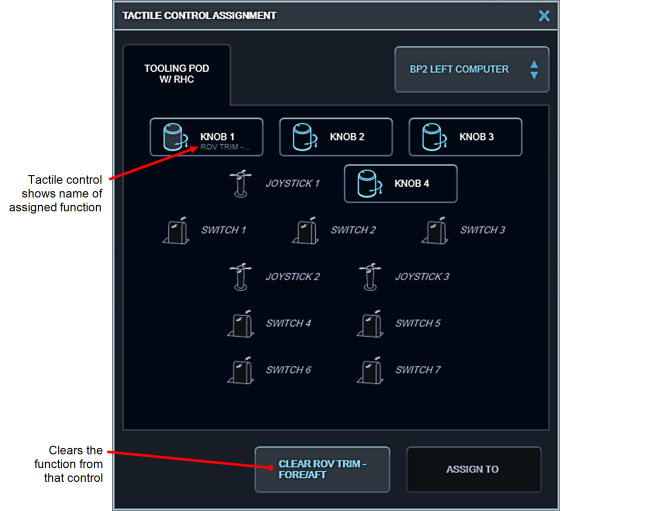 TACTILE CONTROL ASSIGNMENT
TOOLING POD
W/ RHC
BP2 LEFT COMPUTER
KNOB 1
ROV TRIM -...
KNOB 2
KNOB 3
Tactile control
shows name of
assigned function
JOYSTICK 1
KNOB 4
SWITCH 1
SWITCH 2
SWITCH 3
JOYSTICK 2
JOYSTICK 3
SWITCH 4
SWITCH 5
SWITCH 6
SWITCH 7
Clears the
function from
that control
CLEAR ROV TRIM -
FORE/AFT
ASSIGN TO